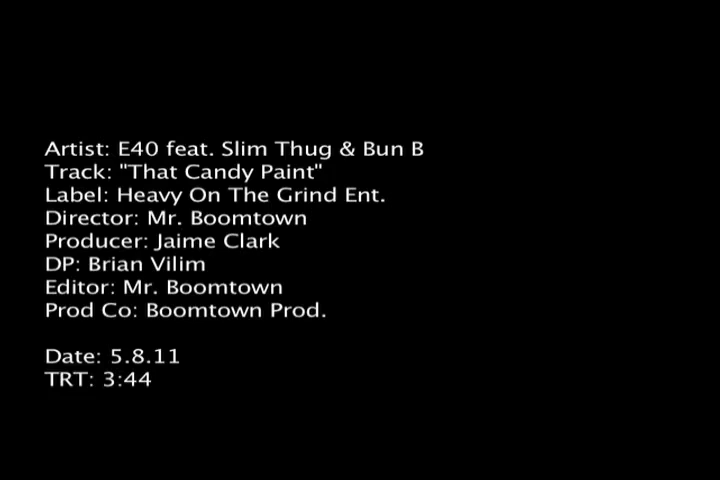 Artist: E40 feat. Slim Thug & Bun B
Track: "That Candy Paint"
Label: Heavy On The Grind Ent.
Director: Mr. Boomtown
Producer: Jaime Clark
DP: Brian Vilim
Editor: Mr. Boomtown
Prod Co: Boomtown Prod.
Date: 5.8.11
TRT: 3:44